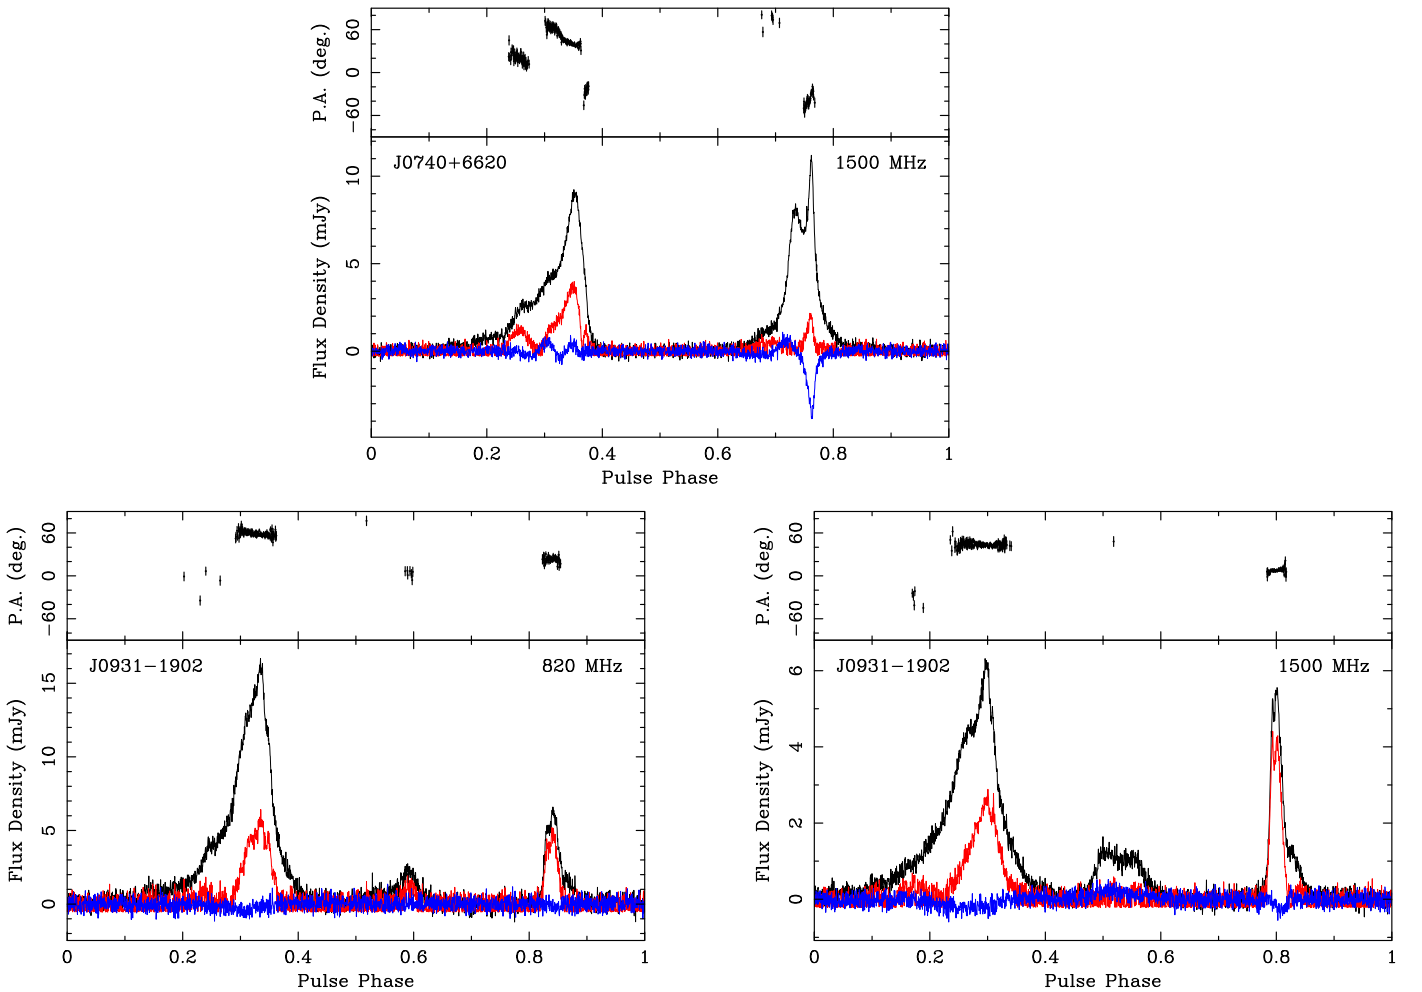 P.A. (deg.)
60
0
−60
J0740+6620
1500 MHz
Flux Density (mJy)
10
5
0
0 0.2 0.4 0.6 0.8 1
Pulse Phase
P.A. (deg.)
60
0
−60
J0931−1902
820 MHz
Flux Density (mJy)
15
10
5
0
0 0.2 0.4 0.6 0.8 1
Pulse Phase
P.A. (deg.)
60
0
−60
J0931−1902
1500 MHz
Flux Density (mJy)
6
4
2
0
0 0.2 0.4 0.6 0.8 1
Pulse Phase